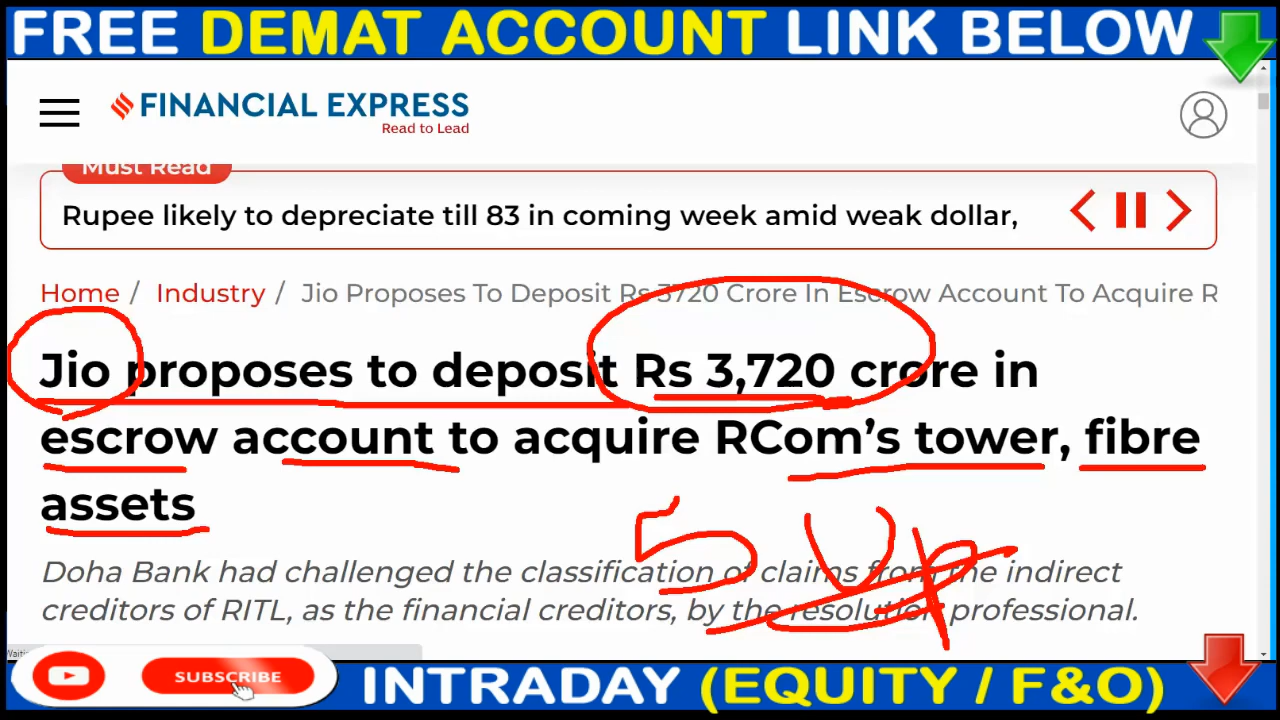 FREE DEMAT ACCOUNT LINK BELOW
FINANCIAL EXPRESS
Read to Lead
Must Read
Rupee likely to depreciate till 83 in coming week amid weak dollar,
Home / Industry / Jio Proposes To Deposit Rs 3720 Crore In Escrow Account To Acquire R
Jio proposes to deposit Rs 3,720 crore in
escrow account to acquire RCom's tower, fibre
assets
5 Up
Doha Bank had challenged the classification of claims from the indirect
creditors of RITL, as the financial creditors, by the resolution professional.
SUBSCRIBE
INTRADAY (EQUITY / F&O)